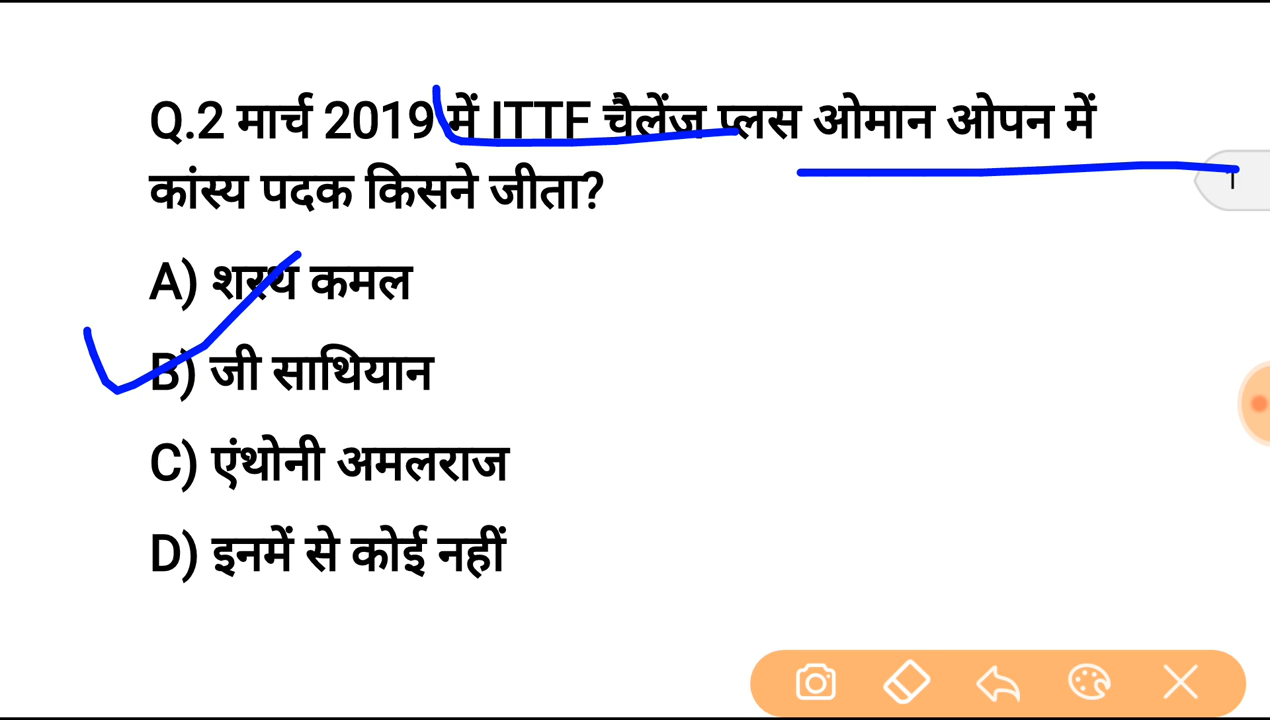 Q.2 मार्च 2019 में ITTF चैलेंज प्लस ओमान ओपन में
कांस्य पदक किसने जीता?
A) शरथ कमल
B) जी साथियान
C) एंथोनी अमलराज
D) इनमें से कोई नहीं